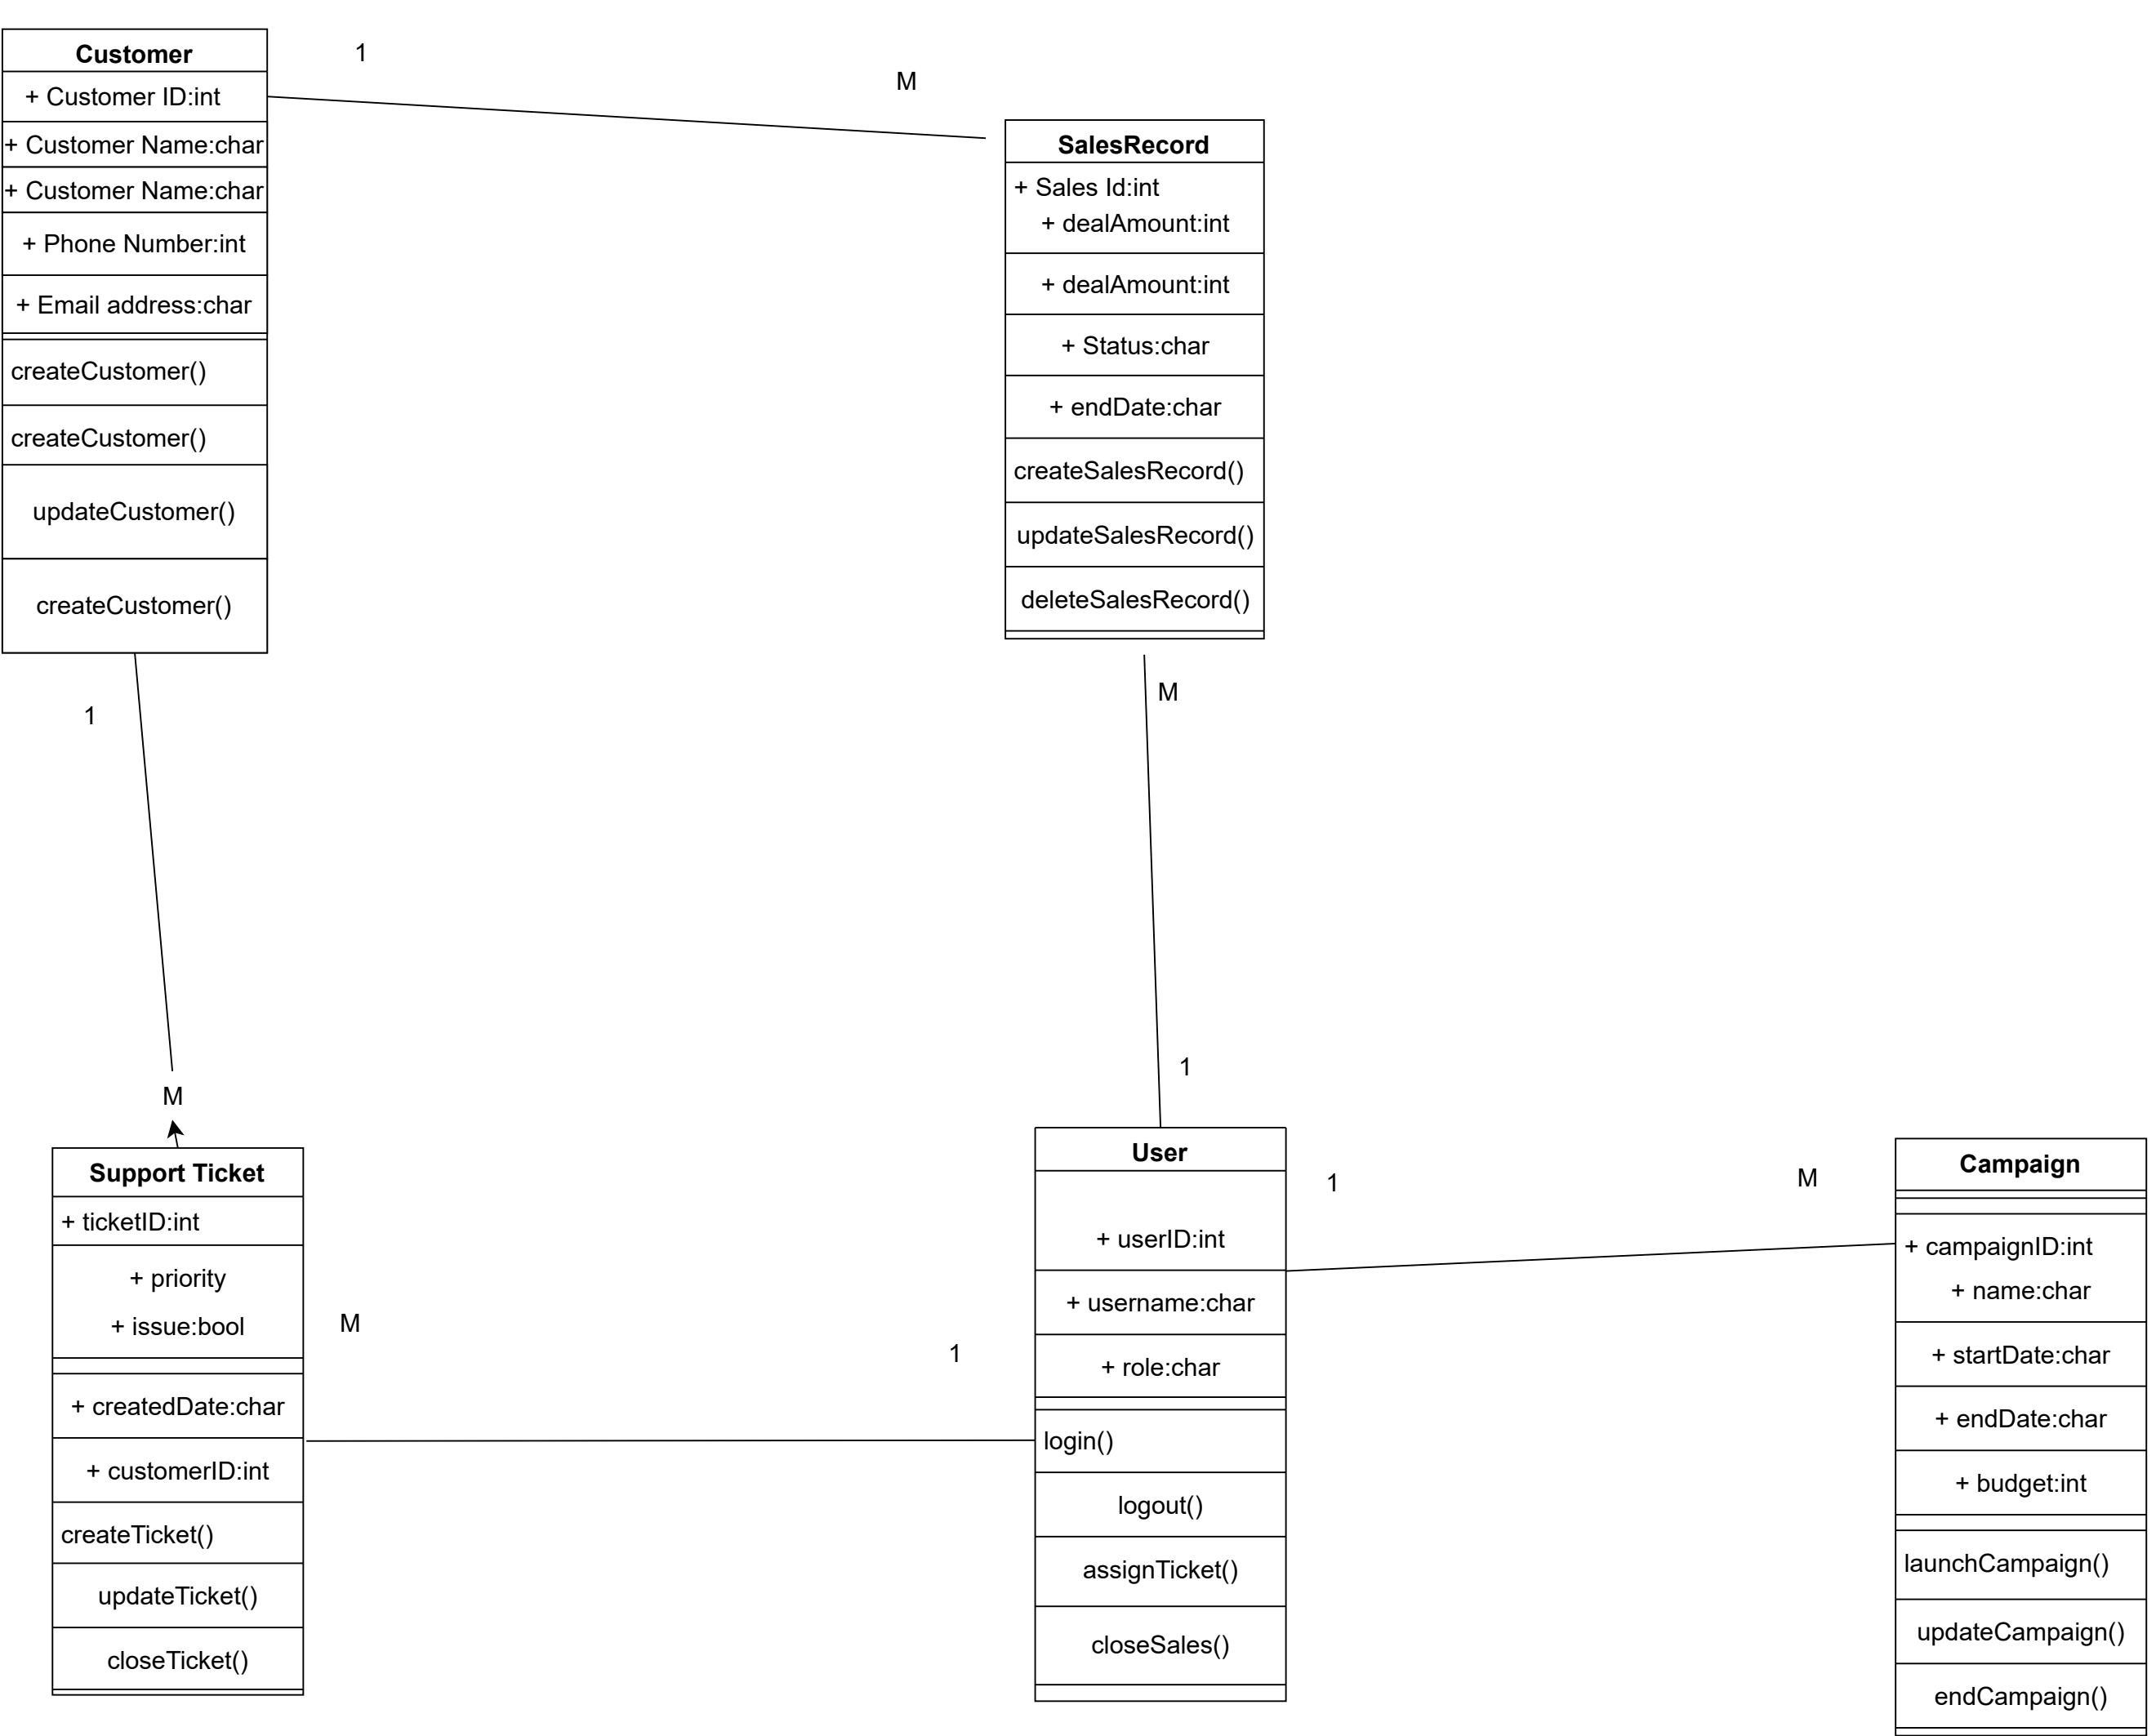 Customer
+ Customer ID:int
+ Customer Name:char
+ Customer Name:char
+ Phone Number:int
+ Email address:char
createCustomer()
createCustomer()
updateCustomer()
createCustomer()
1
M
SalesRecord
+ Sales Id:int
+ dealAmount:int
+ dealAmount:int
+ Status:char
+ endDate:char
createSalesRecord()
updateSalesRecord()
deleteSalesRecord()
1
M
M
1
Support Ticket
+ ticketID:int
+ priority
+ issue:bool
+ createdDate:char
+ customerID:int
createTicket()
updateTicket()
closeTicket()
M
1
User
+ userID:int
+ username:char
+ role:char
login()
logout()
assignTicket()
closeSales()
1
M
Campaign
+ campaignID:int
+ name:char
+ startDate:char
+ endDate:char
+ budget:int
launchCampaign()
updateCampaign()
endCampaign()